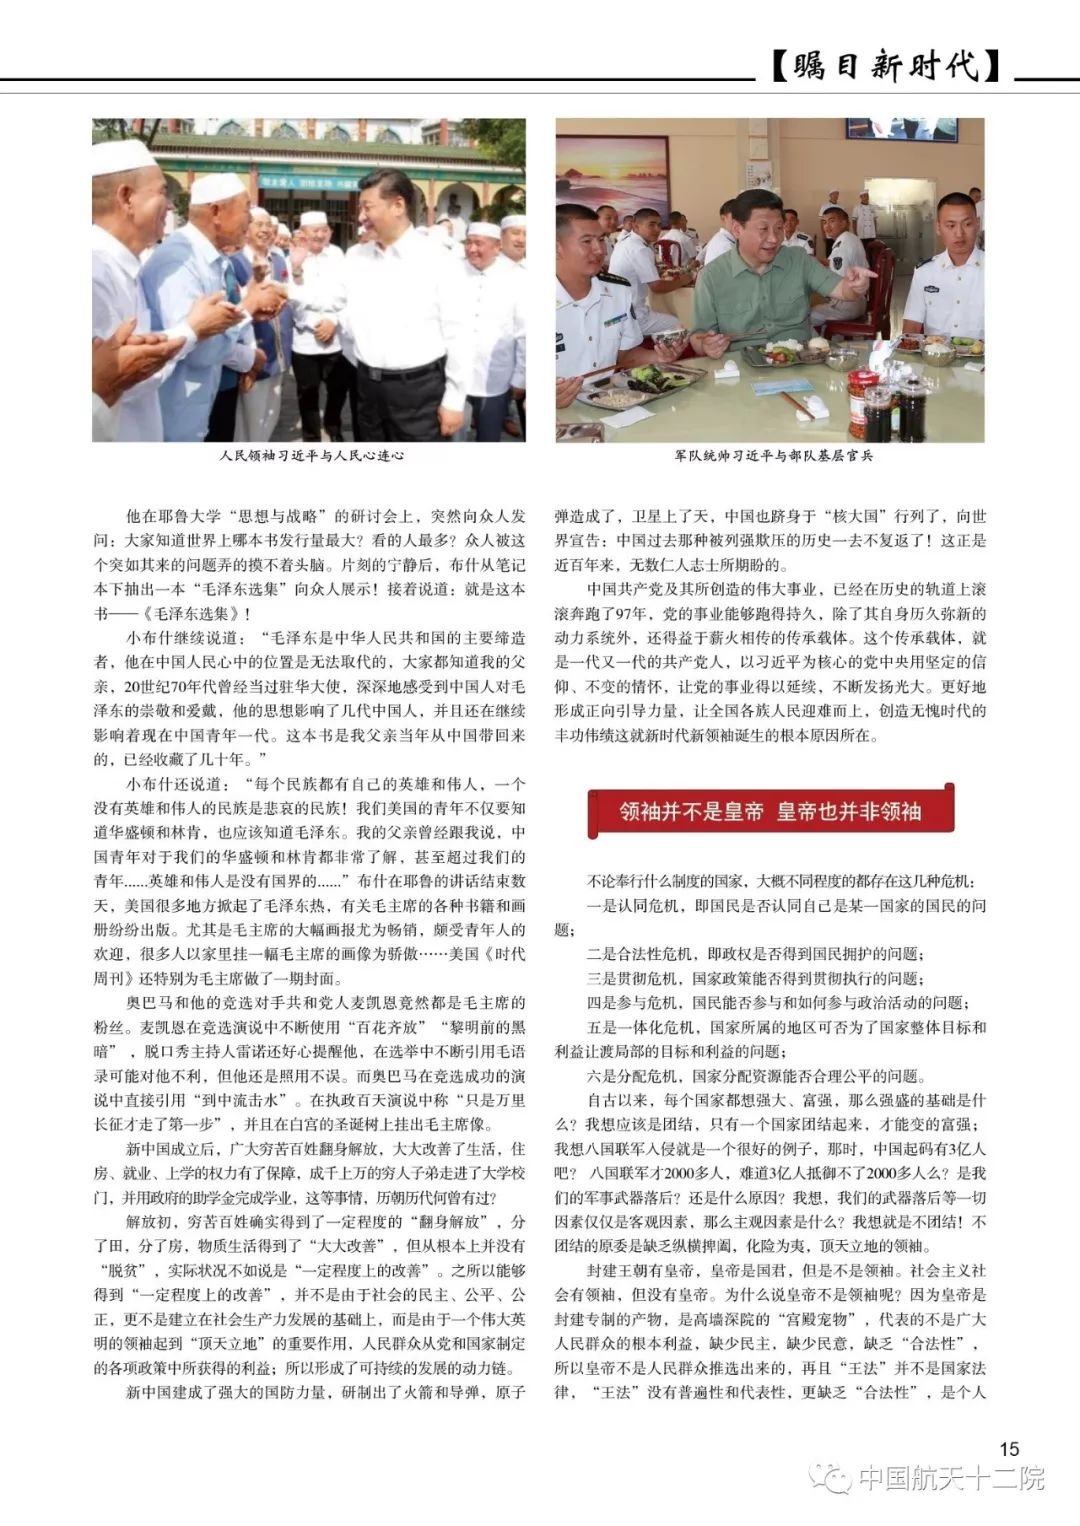 【瞩目新时代】
人民领袖习近平与人民心连心
军队统帅习近平与部队基层官兵
他在耶鲁大学“思想与战略”的研讨会上，突然向众人发
问：大家知道世界上哪本书发行量最大？看的人最多？众人被这
个突如其来的问题弄的摸不着头脑。片刻的宁静后，布什从笔记
本下抽出一本“毛泽东选集”向众人展示！接着说道：就是这本
书——《毛泽东选集》！
小布什继续说道：“毛泽东是中华人民共和国的主要缔造
者，他在中国人民心中的位置是无法取代的，大家都知道我的父
亲，20世纪70年代曾经当过驻华大使，深深地感受到中国人对毛
泽东的崇敬和爱戴，他的思想影响了几代中国人，并且还在继续
影响着现在中国青年一代。这本书是我父亲当年从中国带回来
的，已经收藏了几十年。”
小布什还说道：“每个民族都有自己的英雄和伟人，一个
没有英雄和伟人的民族是悲哀的民族！我们美国的青年不仅要知
道华盛顿和林肯，也应该知道毛泽东。我的父亲曾经跟我说，中
国青年对于我们的华盛顿和林肯都非常了解，甚至超过我们的
青年......英雄和伟人是没有国界的......”布什在耶鲁的讲话结束数
天，美国很多地方掀起了毛泽东热，有关毛主席的各种书籍和画
册纷纷出版。尤其是毛主席的大幅画报尤为畅销，颇受青年人的
欢迎，很多人以家里挂一幅毛主席的画像为骄傲……美国《时代
周刊》还特别为毛主席做了一期封面。
奥巴马和他的竞选对手共和党人麦凯恩竟然都是毛主席的
粉丝。麦凯恩在竞选演说中不断使用“百花齐放”“黎明前的黑
暗”，脱口秀主持人雷诺还好心提醒他，在选举中不断引用毛语
录可能对他不利，但他还是照用不误。而奥巴马在竞选成功的演
说中直接引用“到中流击水”。在执政百天演说中称“只是万里
长征才走了第一步”，并且在白宫的圣诞树上挂出毛主席像。
新中国成立后，广大穷苦百姓翻身解放，大大改善了生活，住
房、就业、上学的权力有了保障，成千上万的穷人子弟走进了大学校
门，并用政府的助学金完成学业，这等事情，历朝历代何曾有过？
解放初，穷苦百姓确实得到了一定程度的“翻身解放”，分
了田，分了房，物质生活得到了“大大改善”，但从根本上并没有
“脱贫”，实际状况不如说是“一定程度上的改善”。之所以能够
得到“一定程度上的改善”，并不是由于社会的民主、公平、公
正，更不是建立在社会生产力发展的基础上，而是由于一个伟大英
明的领袖起到“顶天立地”的重要作用，人民群众从党和国家制定
的各项政策中所获得的利益；所以形成了可持续的发展的动力链。
新中国建成了强大的国防力量，研制出了火箭和导弹，原子
弹造成了，卫星上了天，中国也跻身于“核大国”行列了，向世
界宣告：中国过去那种被列强欺压的历史一去不复返了！这正是
近百年来，无数仁人志士所期盼的。
中国共产党及其所创造的伟大事业，已经在历史的轨道上滚
滚奔跑了97年，党的事业能够跑得持久，除了其自身历久弥新的
动力系统外，还得益于薪火相传的传承载体。这个传承载体，就
是一代又一代的共产党人，以习近平为核心的党中央用坚定的信
仰、不变的情怀，让党的事业得以延续，不断发扬光大。更好地
形成正向引导力量，让全国各族人民迎难而上，创造无愧时代的
丰功伟绩这就新时代新领袖诞生的根本原因所在。
领袖并不是皇帝 皇帝也并非领袖
不论奉行什么制度的国家，大概不同程度的都存在这几种危机：
一是认同危机，即国民是否认同自己是某一国家的国民的问
题；
二是合法性危机，即政权是否得到国民拥护的问题；
三是贯彻危机，国家政策能否得到贯彻执行的问题；
四是参与危机，国民能否参与和如何参与政治活动的问题；
五是一体化危机，国家所属的地区可否为了国家整体目标和
利益让渡局部的目标和利益的问题；
六是分配危机，国家分配资源能否合理公平的问题。
自古以来，每个国家都想强大、富强，那么强盛的基础是什
么？我想应该是团结，只有一个国家团结起来，才能变的富强；
我想八国联军入侵就是一个很好的例子，那时，中国起码有3亿人
吧？ 八国联军才2000多人，难道3亿人抵御不了2000多人么？是我
们的军事武器落后？还是什么原因？我想，我们的武器落后等一切
因素仅仅是客观因素，那么主观因素是什么？我想就是不团结！不
团结的原委是缺乏纵横捭阖，化险为夷，顶天立地的领袖。
封建王朝有皇帝，皇帝是国君，但是不是领袖。社会主义社
会有领袖，但没有皇帝。为什么说皇帝不是领袖呢？因为皇帝是
封建专制的产物，是高墙深院的“宫殿宠物”，代表的不是广大
人民群众的根本利益，缺少民主，缺少民意，缺乏“合法性”，
所以皇帝不是人民群众推选出来的，再且“王法”并不是国家法
律，“王法”没有普遍性和代表性，更缺乏“合法性”，是个人
15
中国航天十二院